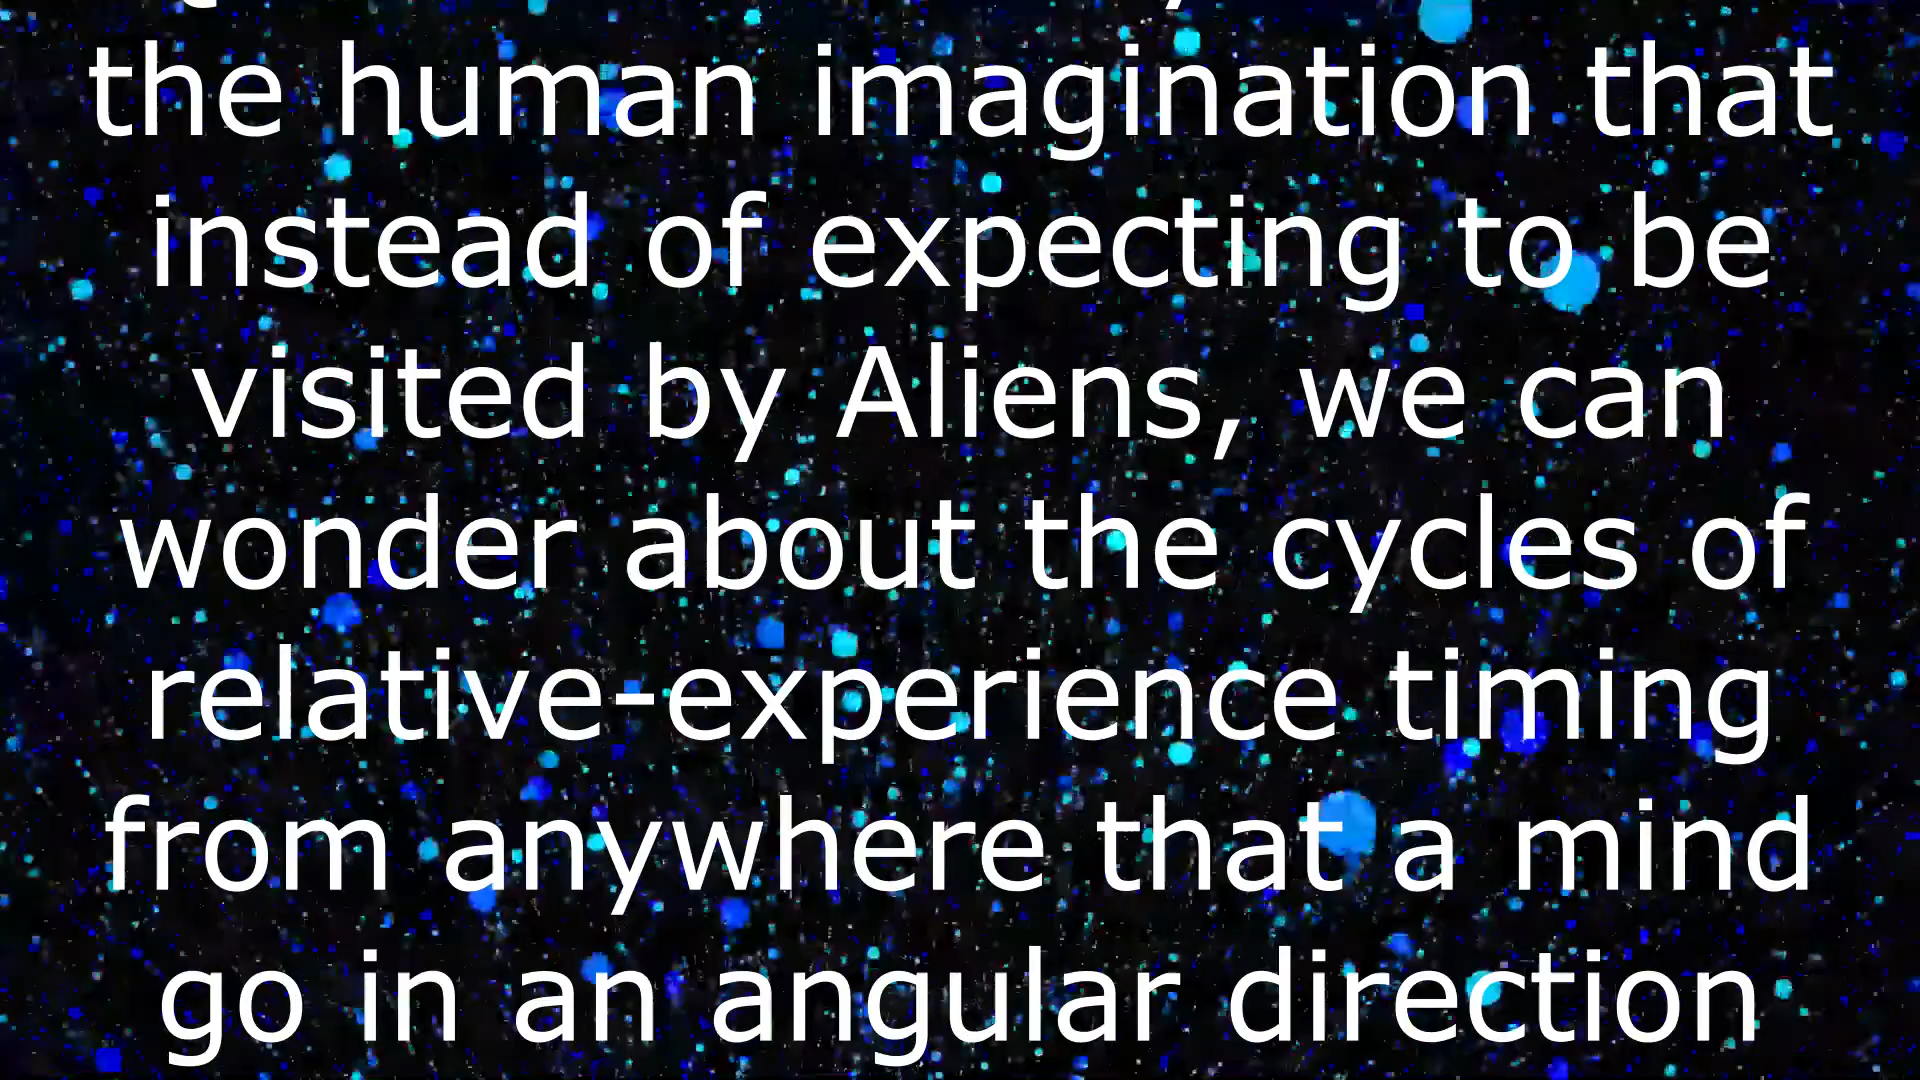 the human imagination that
instead of expecting to be
visited by Aliens, we can
wonder about the cycles of
relative-experience timing
from anywhere that a mind
go in an angular direction